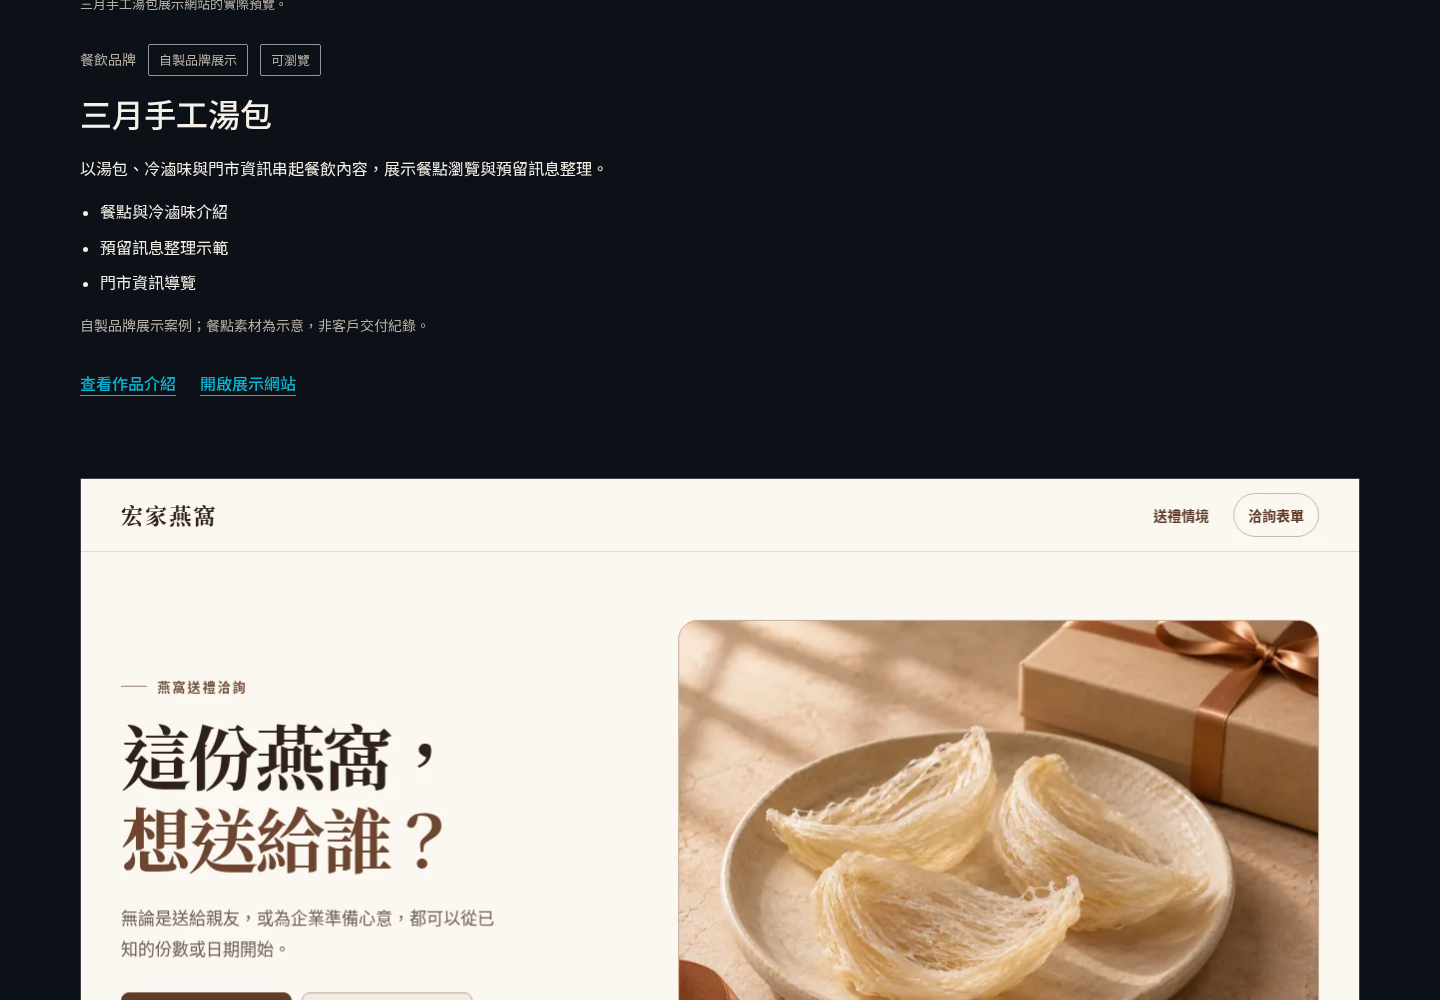 三月手工湯包展示網站的實際預覽。
餐飲品牌 自製品牌展示 可瀏覽
三月手工湯包
以湯包、冷滷味與門市資訊串起餐飲內容，展示餐點瀏覽與預留訊息整理。
餐點與冷滷味介紹
預留訊息整理示範
門市資訊導覽
自製品牌展示案例；餐點素材為示意，非客戶交付紀錄。
查看作品介紹 開啟展示網站
宏家燕窩 送禮情境 洽詢表單
燕窩送禮洽詢
這份燕窩，
想送給誰？
無論是送給親友，或為企業準備心意，都可以從已
知的份數或日期開始。